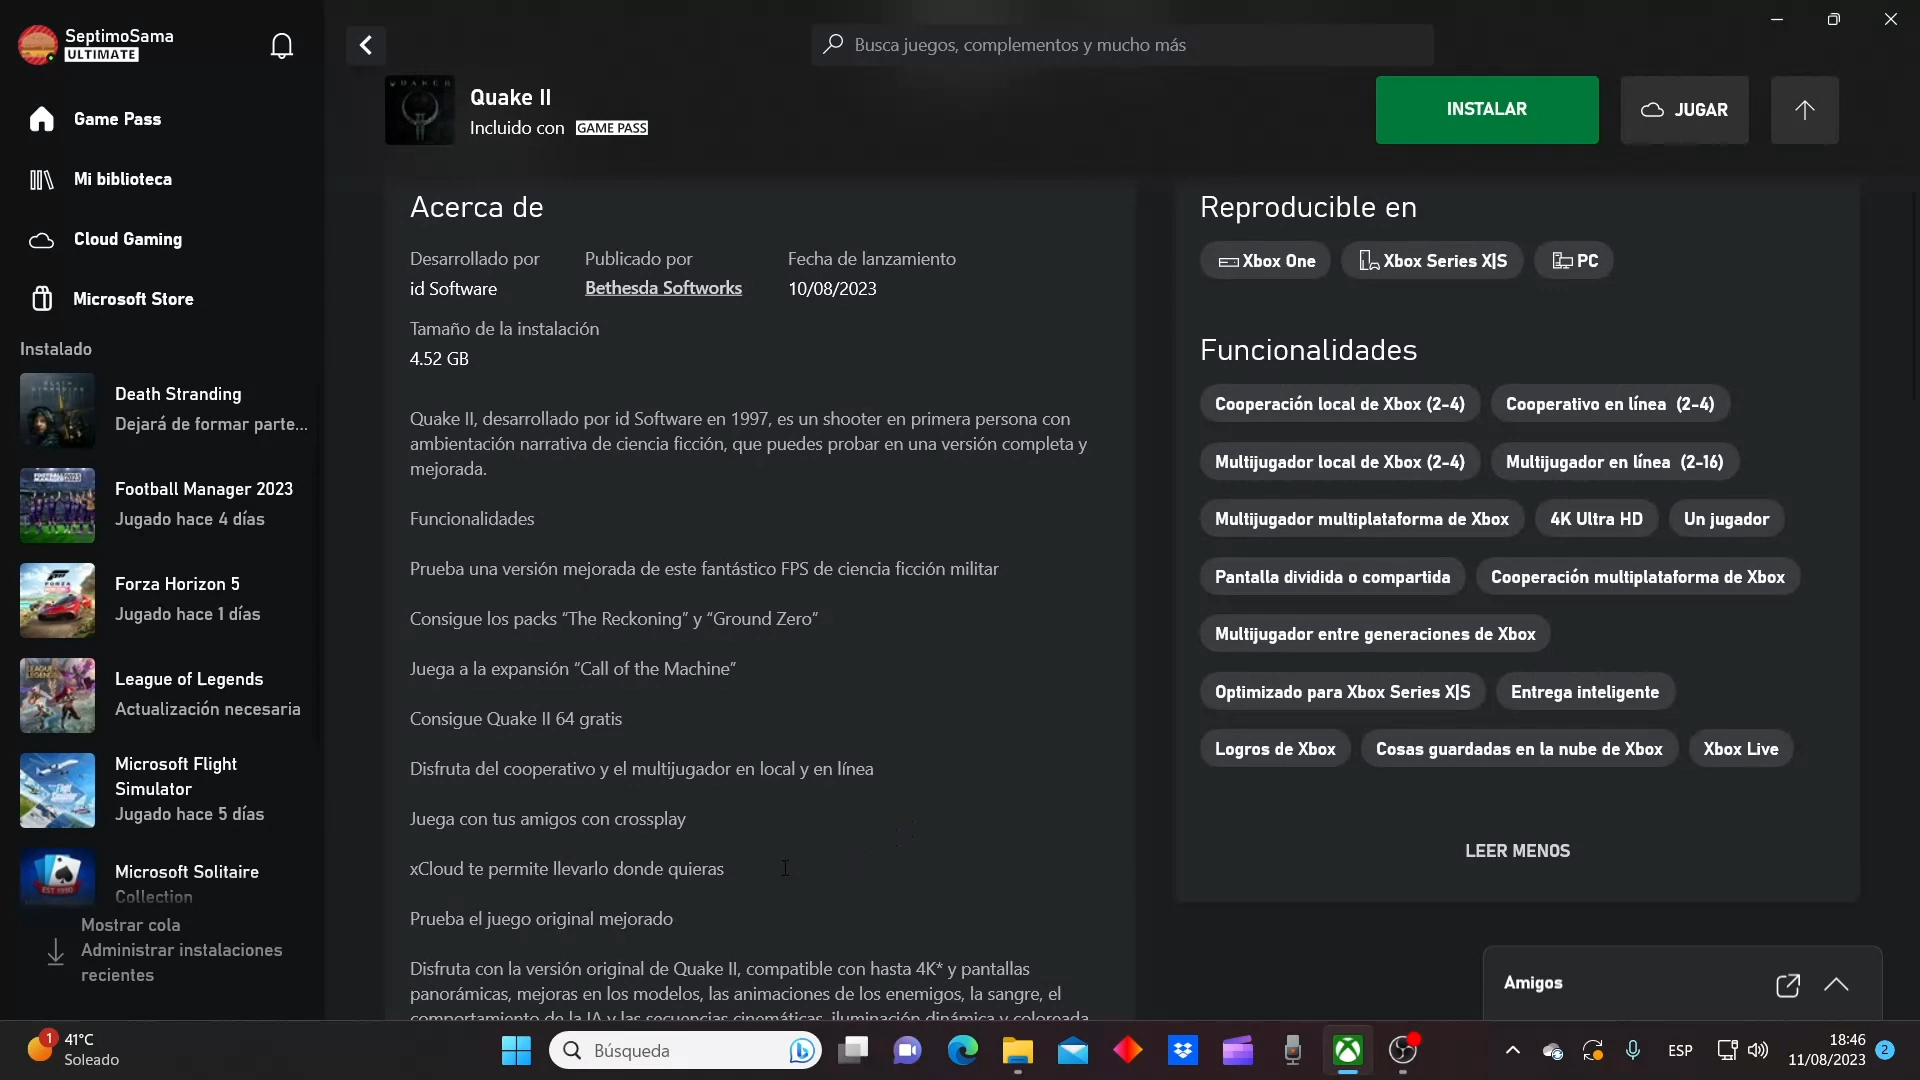 SeptimoSama
ULTIMATE
Busca juegos, complementos y mucho más
Game Pass
Mi biblioteca
Cloud Gaming
Microsoft Store
Instalado
Death Stranding
Dejará de formar parte...
Football Manager 2023
Jugado hace 4 días
Forza Horizon 5
Jugado hace 1 días
League of Legends
Actualización necesaria
Microsoft Flight
Simulator
Jugado hace 5 días
Microsoft Solitaire
Collection
Mostrar cola
Administrar instalaciones
recientes
Quake II
Incluido con GAME PASS
INSTALAR
JUGAR
Acerca de
Desarrollado por
id Software
Publicado por
Bethesda Softworks
Fecha de lanzamiento
10/08/2023
Tamaño de la instalación
4.52 GB
Quake II, desarrollado por id Software en 1997, es un shooter en primera persona con
ambientación narrativa de ciencia ficción, que puedes probar en una versión completa y
mejorada.
Funcionalidades
Prueba una versión mejorada de este fantástico FPS de ciencia ficción militar
Consigue los packs “The Reckoning” y “Ground Zero”
Juega a la expansión “Call of the Machine”
Consigue Quake II 64 gratis
Disfruta del cooperativo y el multijugador en local y en línea
Juega con tus amigos con crossplay
xCloud te permite llevarlo donde quieras
Prueba el juego original mejorado
Disfruta con la versión original de Quake II, compatible con hasta 4K* y pantallas
panorámicas, mejoras en los modelos, las animaciones de los enemigos, la sangre, el
comportamiento de la IA y las secuencias cinemáticas, iluminación dinámica y coloreada
Reproducible en
Xbox One
Xbox Series X|S
PC
Funcionalidades
Cooperación local de Xbox (2-4)
Cooperativo en línea (2-4)
Multijugador local de Xbox (2-4)
Multijugador en línea (2-16)
Multijugador multiplataforma de Xbox
4K Ultra HD
Un jugador
Pantalla dividida o compartida
Cooperación multiplataforma de Xbox
Multijugador entre generaciones de Xbox
Optimizado para Xbox Series X|S
Entrega inteligente
Logros de Xbox
Cosas guardadas en la nube de Xbox
Xbox Live
LEER MENOS
Amigos
1
41°C
Soleado
Búsqueda
ESP
18:46
11/08/2023
2